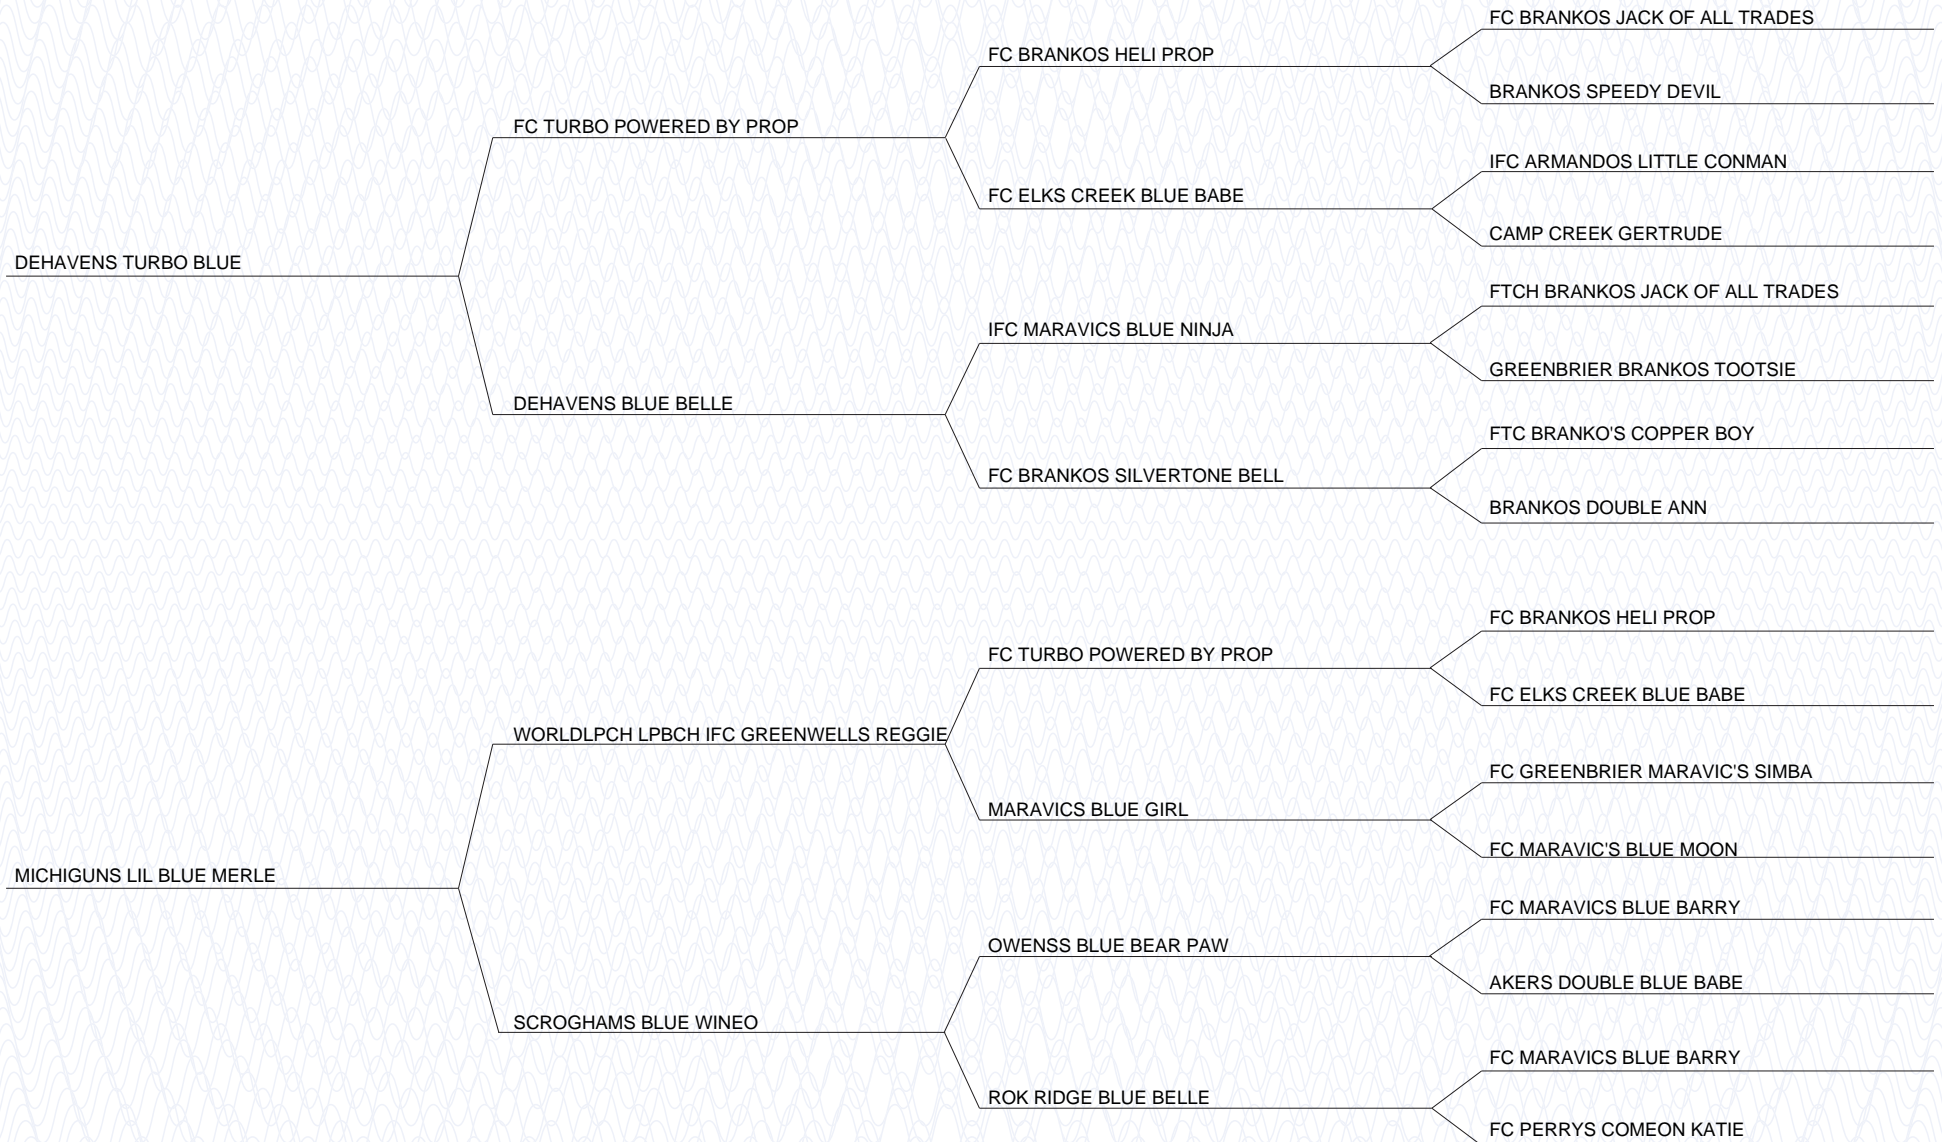 FC BRANKOS JACK OF ALL TRADES
FC BRANKOS HELI PROP
BRANKOS SPEEDY DEVIL
FC TURBO POWERED BY PROP
IFC ARMANDOS LITTLE CONMAN
FC ELKS CREEK BLUE BABE
CAMP CREEK GERTRUDE
DEHAVENS TURBO BLUE
FTCH BRANKOS JACK OF ALL TRADES
IFC MARAVICS BLUE NINJA
GREENBRIER BRANKOS TOOTSIE
DEHAVENS BLUE BELLE
FTC BRANKO'S COPPER BOY
FC BRANKOS SILVERTONE BELL
BRANKOS DOUBLE ANN
FC BRANKOS HELI PROP
FC TURBO POWERED BY PROP
FC ELKS CREEK BLUE BABE
WORLDLPCH LPBCH IFC GREENWELLS REGGIE
FC GREENBRIER MARAVIC'S SIMBA
MARAVICS BLUE GIRL
FC MARAVIC'S BLUE MOON
MICHIGUNS LIL BLUE MERLE
FC MARAVICS BLUE BARRY
OWENSS BLUE BEAR PAW
AKERS DOUBLE BLUE BABE
SCROGHAMS BLUE WINEO
FC MARAVICS BLUE BARRY
ROK RIDGE BLUE BELLE
FC PERRYS COMEON KATIE